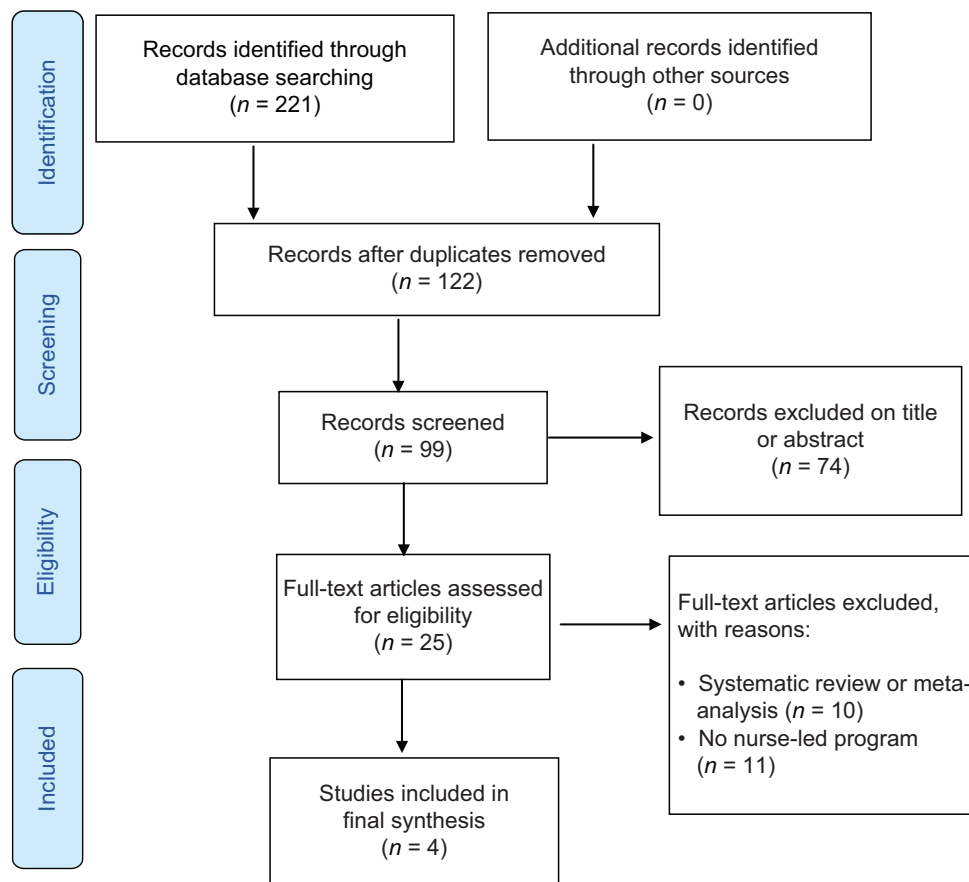 Identification
Records identified through
database searching
(n = 221)
Additional records identified
through other sources
(n = 0)
Records after duplicates removed
(n = 122)
Screening
Records screened
(n = 99)
Records excluded on title
or abstract
(n = 74)
Eligibility
Full-text articles assessed
for eligibility
(n = 25)
Full-text articles excluded,
with reasons:
• Systematic review or meta-
analysis (n = 10)
• No nurse-led program
(n = 11)
Included
Studies included in
final synthesis
(n = 4)